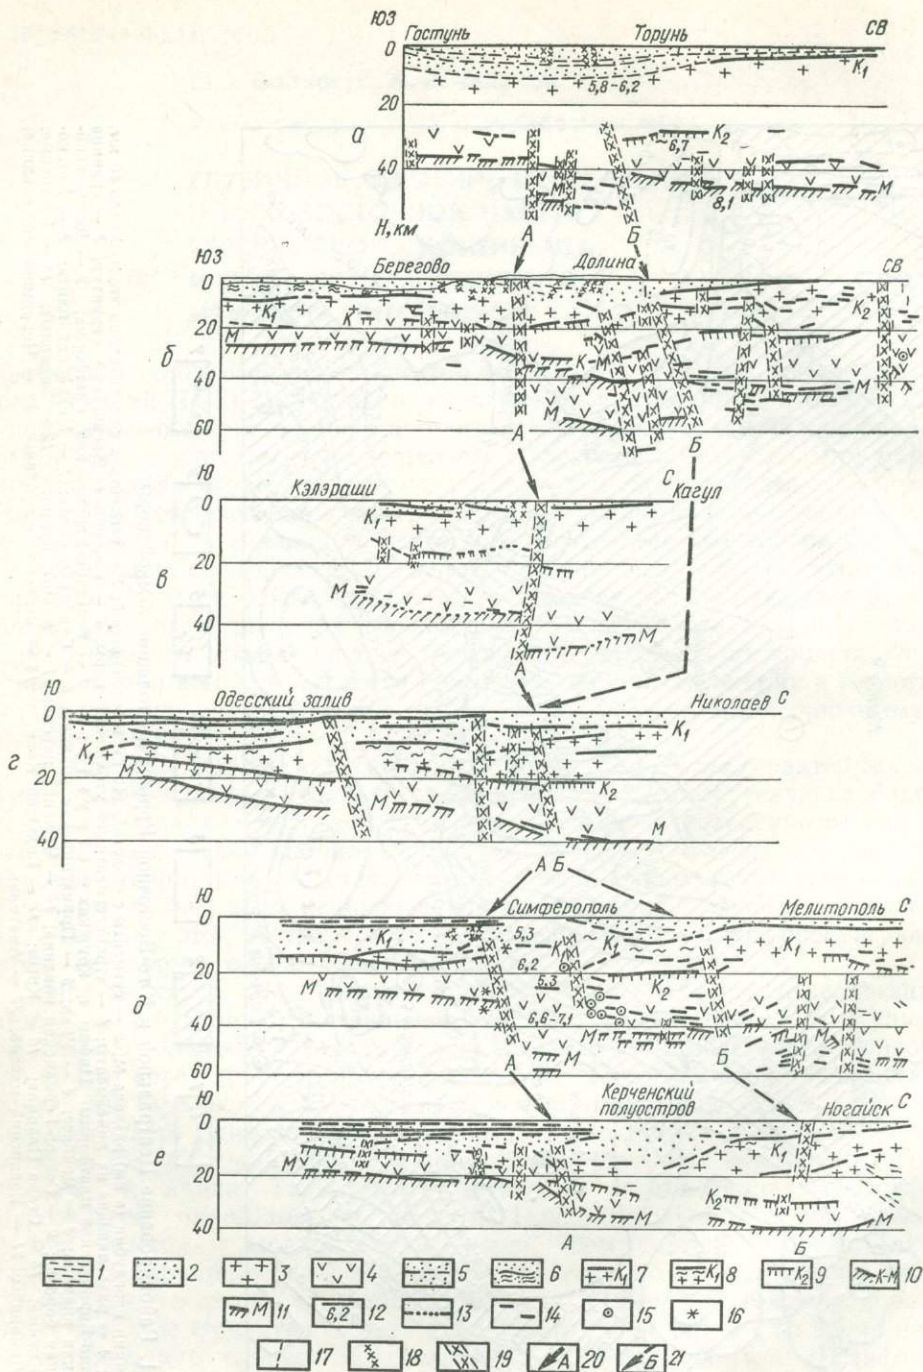 ЮЗ СВ
Гостунь Торунь
0 K₁
5,8-6,2
20
а K₂
~6,7
40 М М
8,1
Н, км
А Б
ЮЗ Берегово Долина СВ
0
K₁ K K₂
20
М
б K-М
40 М
М
60
А Б
Ю С
Кэлэраши Кагул
0
K₁
20
в
М
40 М
А
Ю Одесский залив Николаев С
0
K₁ K₁
г
20 М K₂
М
40 М
А Б
Ю Симферополь Мелитополь С
0
K₁ 5,3 K K₁ K₁
20 6,2
М 5,3 K₂
д
40 6,6-7,1 М М
60 М
А Б
Ю Керченский полуостров Ногайск С
0
K₁
е
20 М
K₂
40 М М
А Б
1 2 3 4 5 6 K₁ 7 K₁ 8 K₂ 9 K-М 10
М 11 6,2 12 13 14 15 16
17 18 19 А 20 Б 21